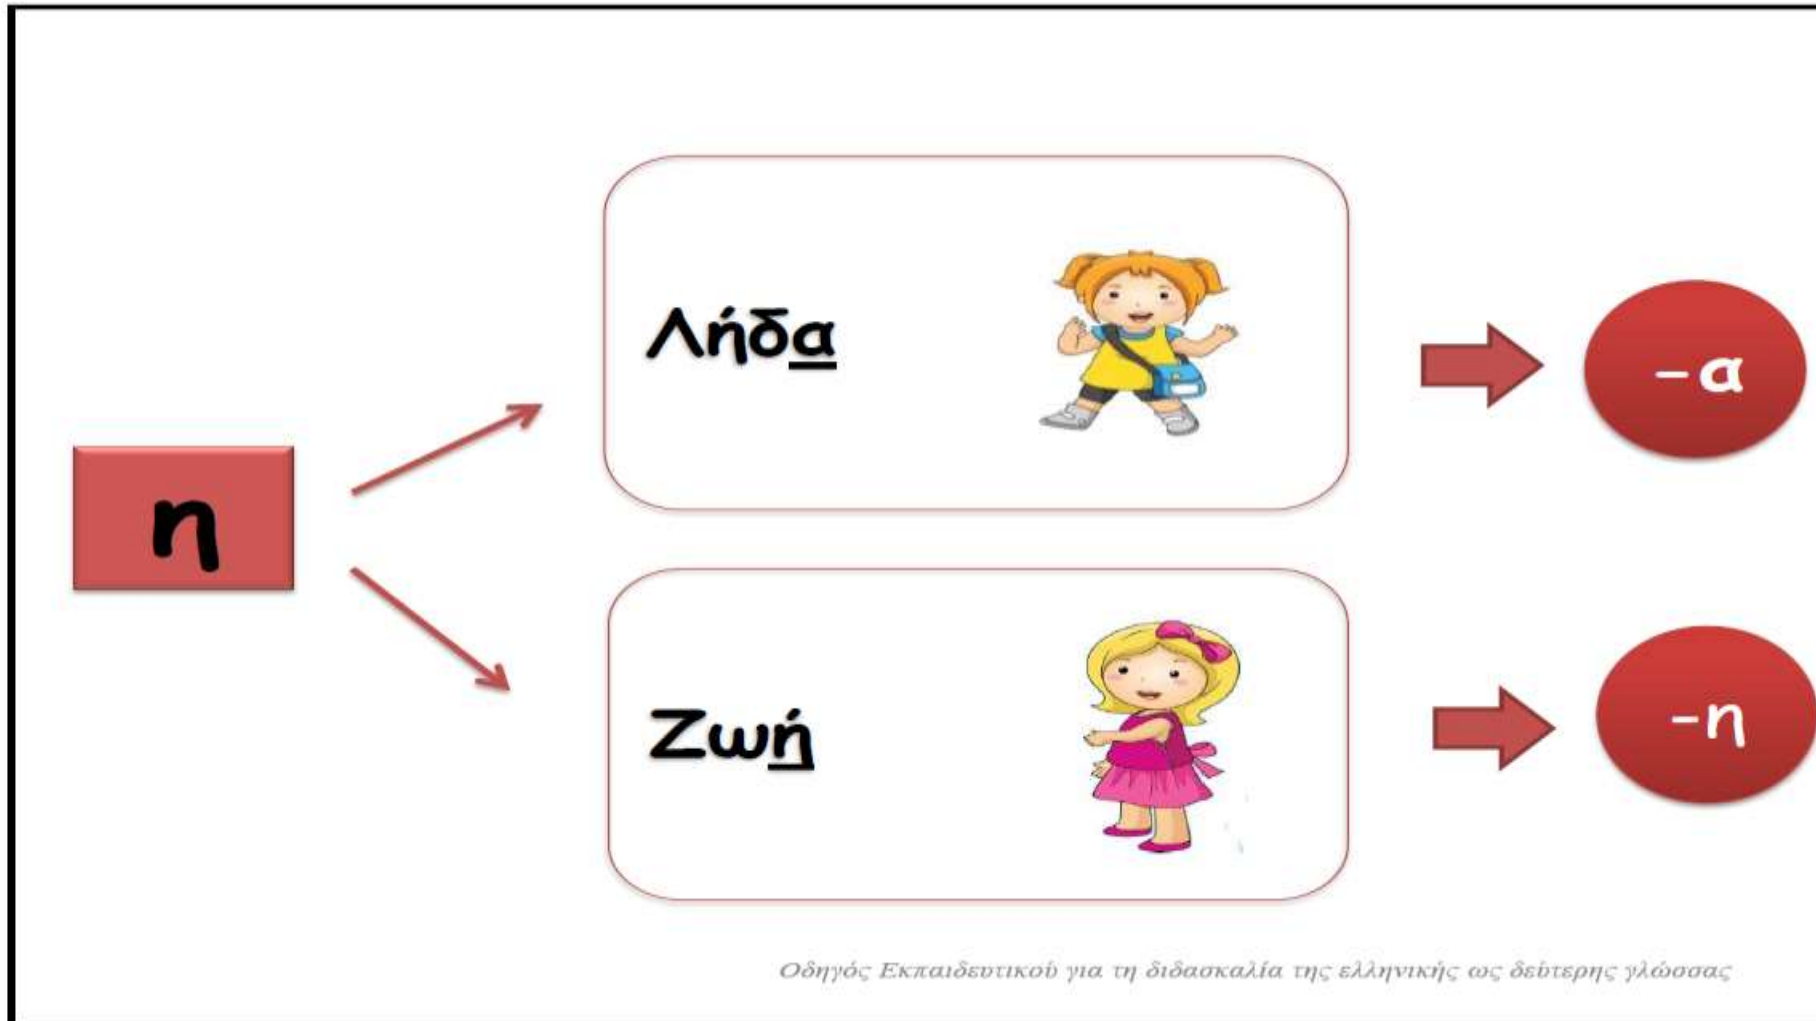 η
Λήδα
-α
Ζωή
-η
Οδηγός Εκπαιδευτικού για τη διδασκαλία της ελληνικής ως δεύτερης γλώσσας